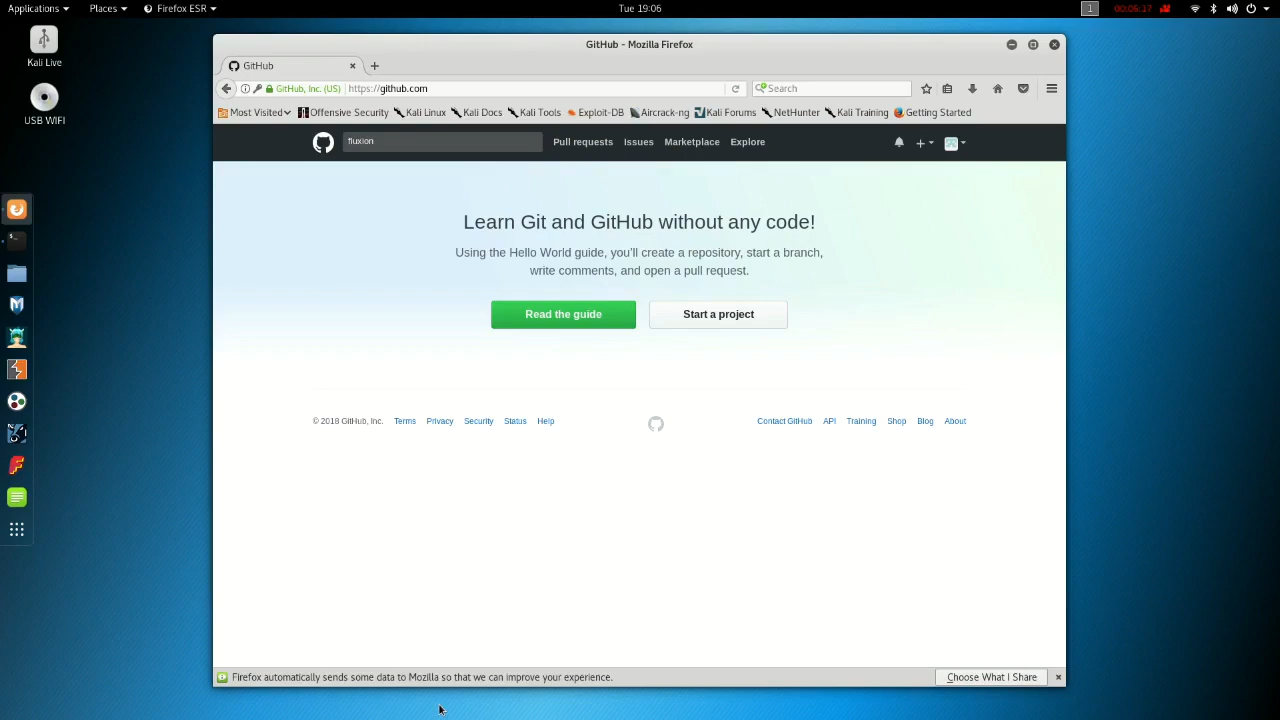 Applications Places Firefox ESR Tue 19:06 1 00:05:17
Kali Live
USB WIFI
GitHub - Mozilla Firefox
GitHub
GitHub, Inc. (US) https://github.com Search
Most Visited Offensive Security Kali Linux Kali Docs Kali Tools Exploit-DB Aircrack-ng Kali Forums NetHunter Kali Training Getting Started
fluxion Pull requests Issues Marketplace Explore
Learn Git and GitHub without any code!
Using the Hello World guide, you’ll create a repository, start a branch,
write comments, and open a pull request.
Read the guide Start a project
© 2018 GitHub, Inc. Terms Privacy Security Status Help Contact GitHub API Training Shop Blog About
Firefox automatically sends some data to Mozilla so that we can improve your experience. Choose What I Share